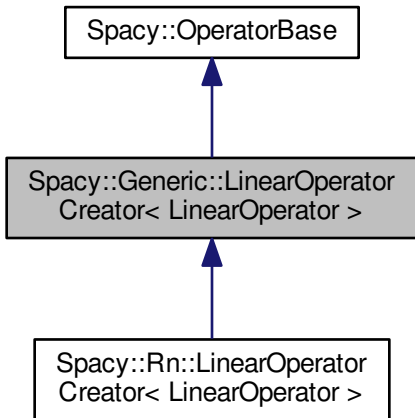 Spacy::OperatorBase
Spacy::Generic::LinearOperator
Creator< LinearOperator >
Spacy::Rn::LinearOperator
Creator< LinearOperator >